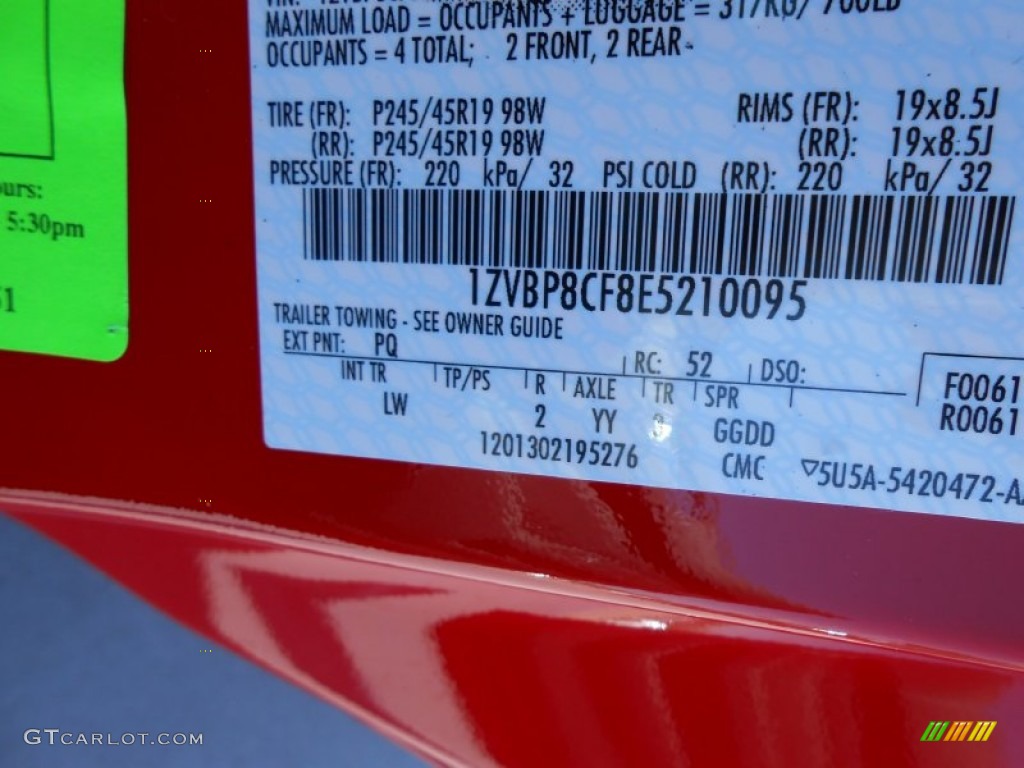 MAXIMUM LOAD = OCCUPANTS + LUGGAGE = 317KG/ 700LB
OCCUPANTS = 4 TOTAL; 2 FRONT, 2 REAR
TIRE (FR): P245/45R19 98W RIMS (FR): 19x8.5J
(RR): P245/45R19 98W (RR): 19x8.5J
PRESSURE (FR): 220 kPa/ 32 PSI COLD (RR): 220 kPa/ 32
1ZVBP8CF8E5210095
TRAILER TOWING - SEE OWNER GUIDE
EXT PNT: PQ RC: 52 DSO:
INT TR TP/PS R AXLE TR SPR
LW 2 YY GGDD
1201302195276 CMC ▽5U5A-5420472-A
F0061
R0061
5:30pm
GTCARLOT.COM